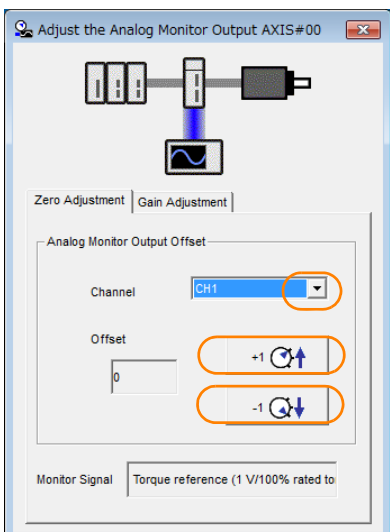 Adjust the Analog Monitor Output AXIS#00
Zero Adjustment Gain Adjustment
Analog Monitor Output Offset
Channel CH1
Offset
+1
0
-1
Monitor Signal Torque reference (1 V/100% rated to